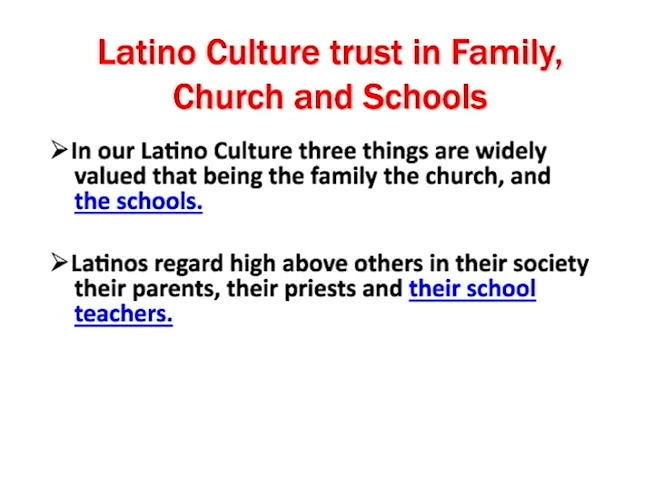 Latino Culture trust in Family,
Church and Schools
➢In our Latino Culture three things are widely
valued that being the family the church, and
the schools.
➢Latinos regard high above others in their society
their parents, their priests and their school
teachers.